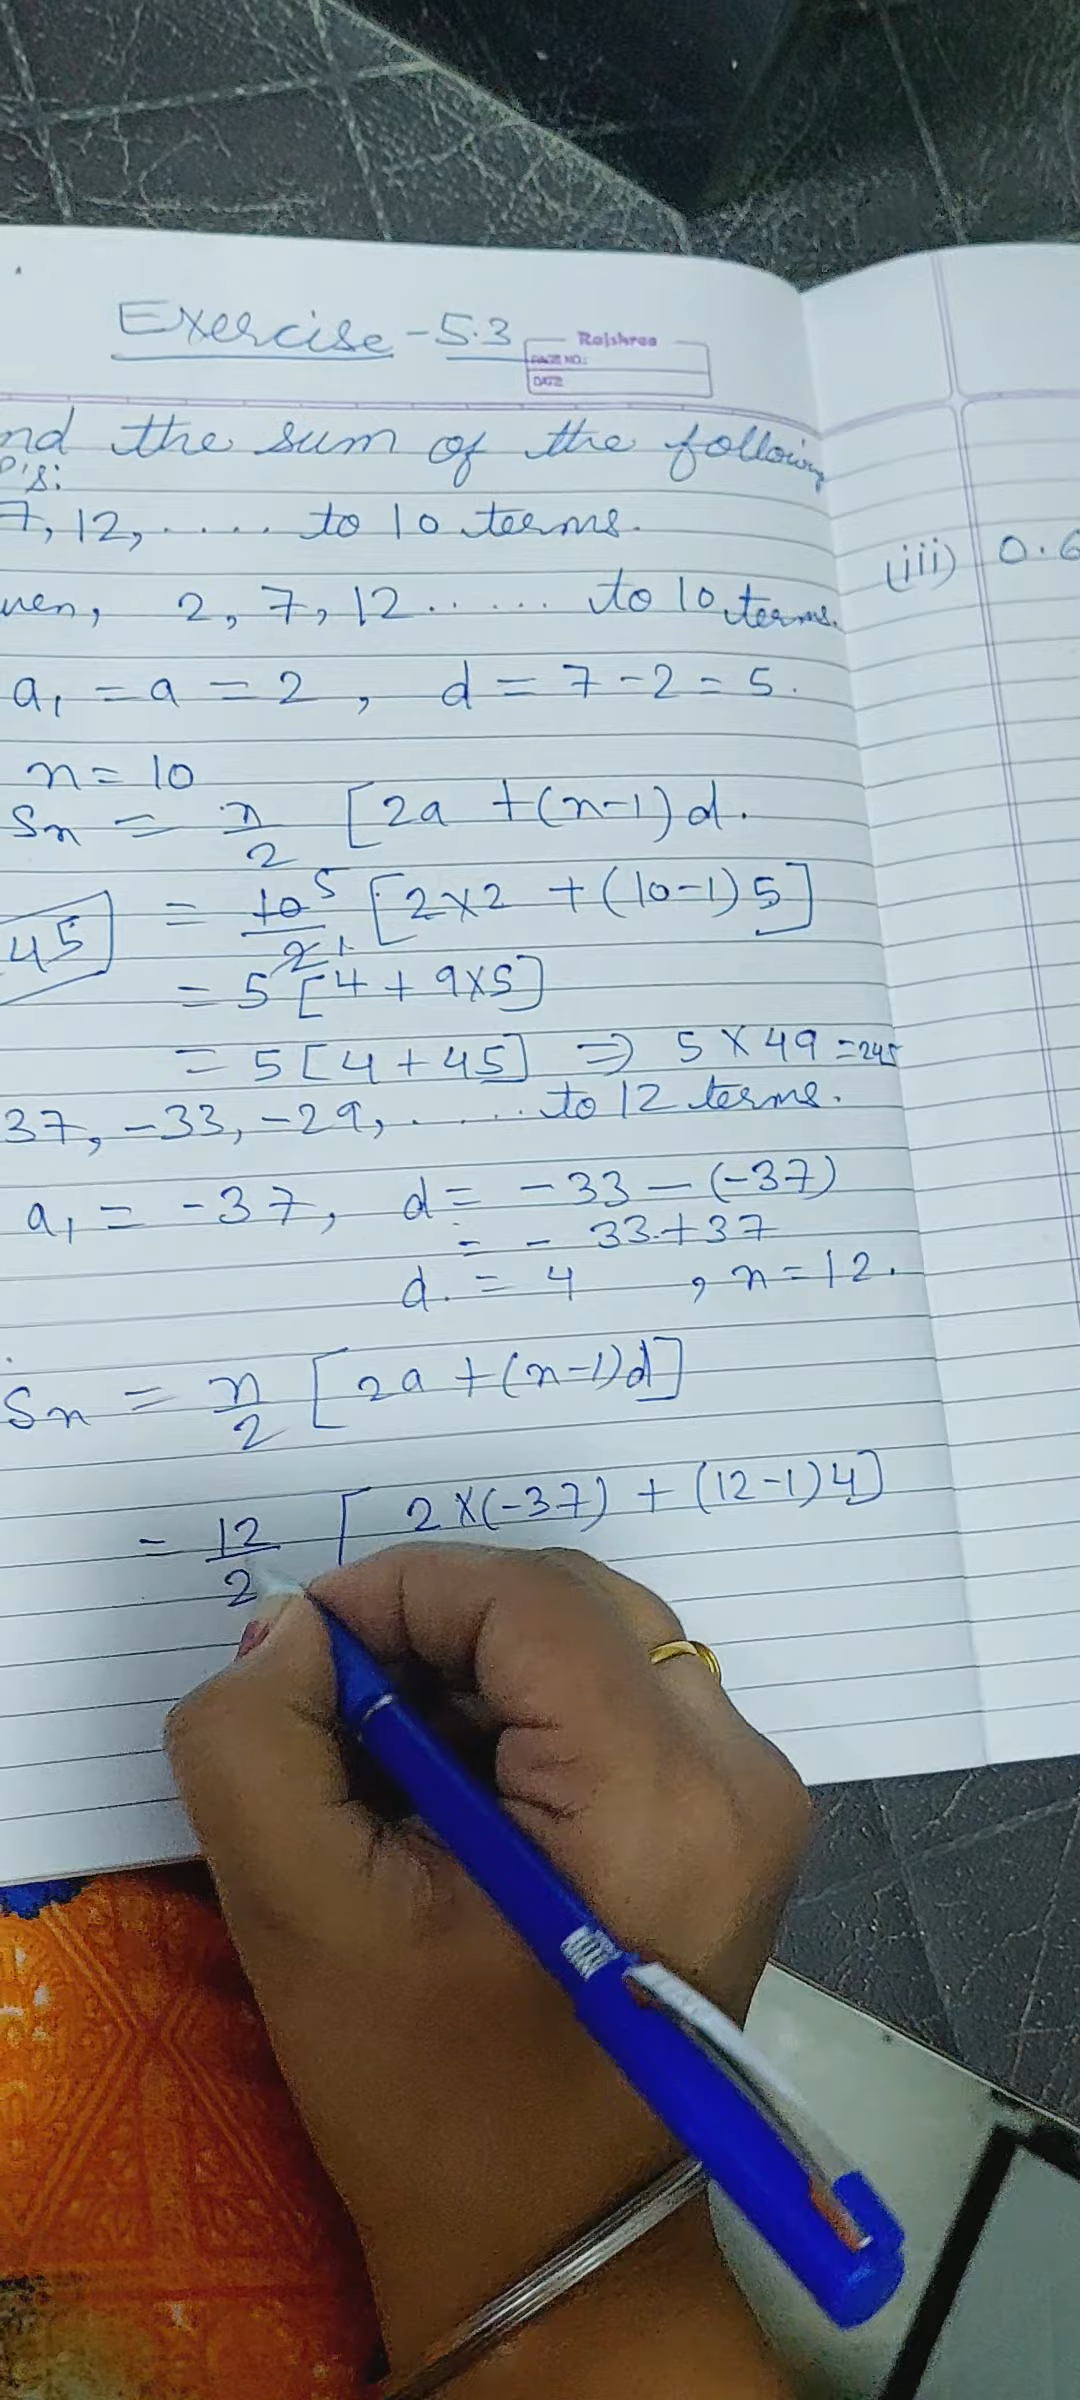 Exercise - 5.3
Rajshree
PAGE NO.:
DATE:
nd the sum of the following
P's:
7, 12, ..... to 10 terms.
ven, 2, 7, 12 ...... to 10 terms.
a₁ = a = 2, d = 7 - 2 = 5.
n = 10
Sn = n/2 [2a + (n-1)d.
= 10⁵/2₁ [2×2 + (10-1)5]
45
= 5 [4 + 9×5]
= 5 [4 + 45] ⇒ 5 × 49 = 245
37, -33, -29, ...... to 12 terms.
a₁ = -37, d = -33 - (-37)
= - 33 + 37
d. = 4 , n = 12.
Sn = n/2 [2a + (n-1)d]
= 12/2 [ 2×(-37) + (12-1)4]
(iii) 0.6